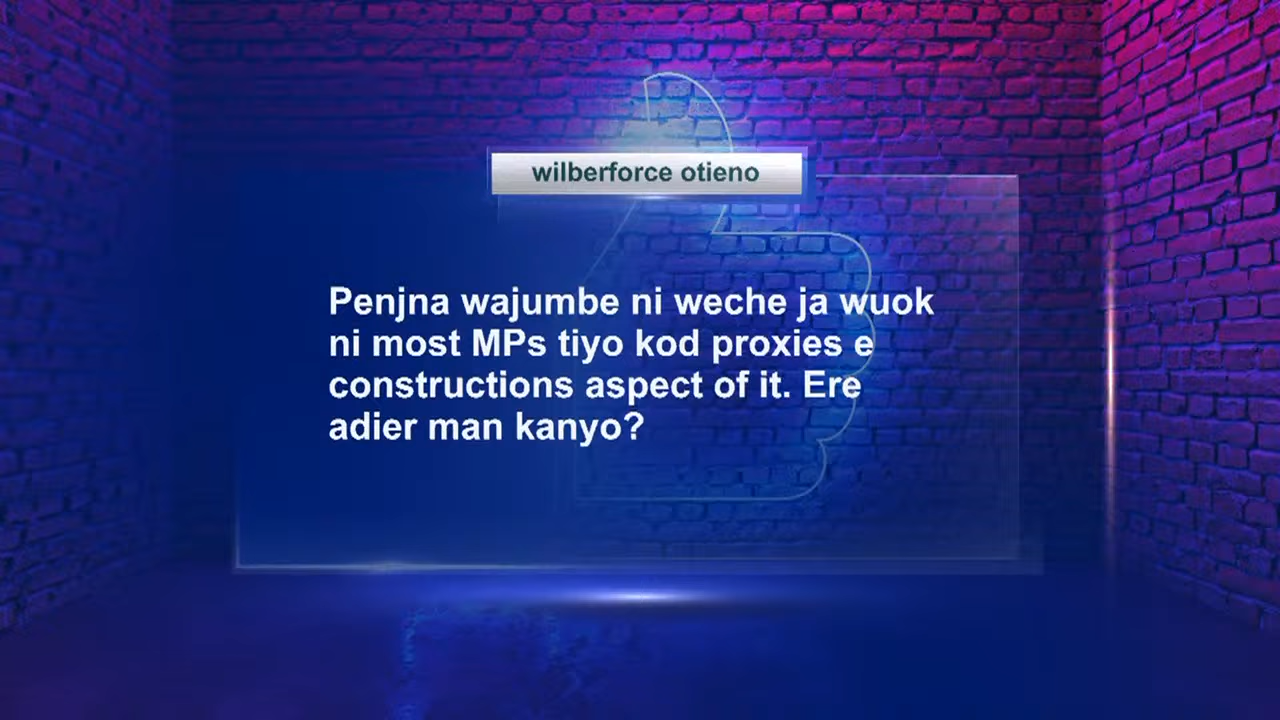 wilberforce otieno
Penjna wajumbe ni weche ja wuok
ni most MPs tiyo kod proxies e
constructions aspect of it. Ere
adier man kanyo?